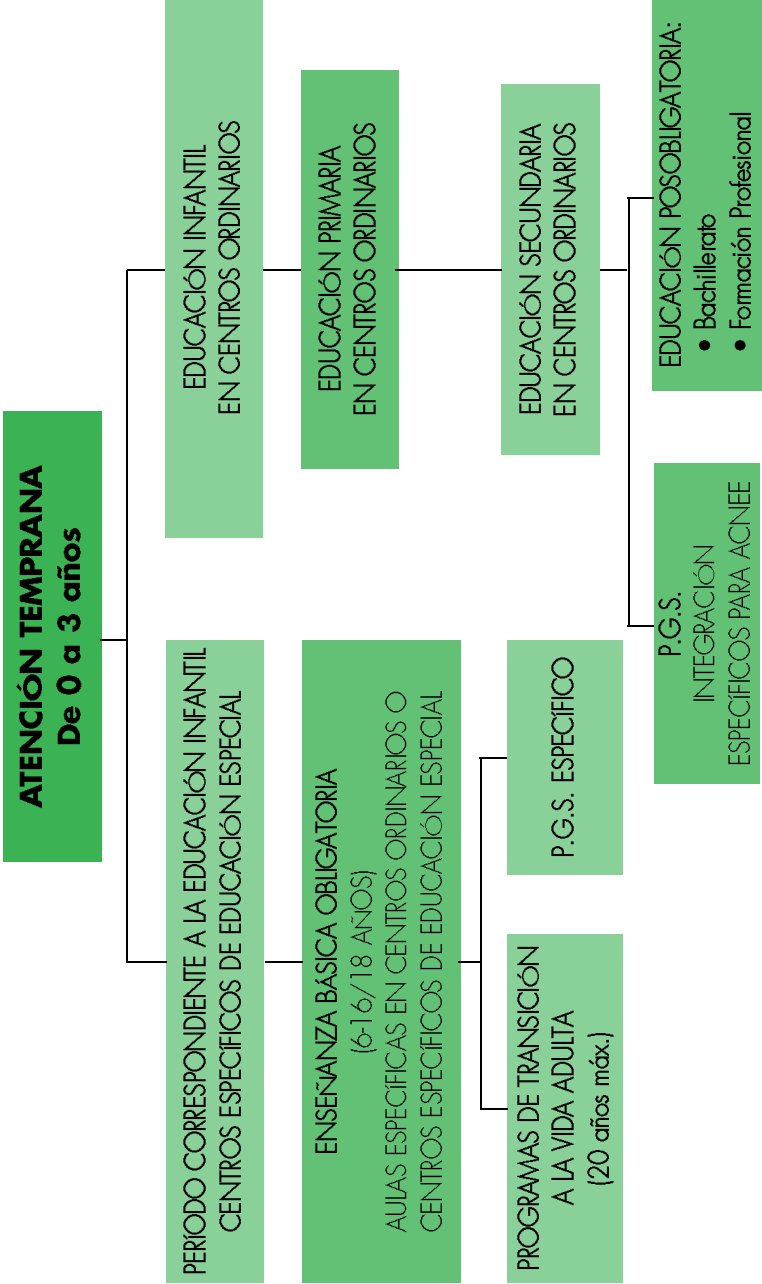 ATENCIÓN TEMPRANA
De 0 a 3 años
PERÍODO CORRESPONDIENTE A LA EDUCACIÓN INFANTIL
CENTROS ESPECÍFICOS DE EDUCACIÓN ESPECIAL
EDUCACIÓN INFANTIL
EN CENTROS ORDINARIOS
ENSEÑANZA BÁSICA OBLIGATORIA
(6-16/18 AÑOS)
AULAS ESPECÍFICAS EN CENTROS ORDINARIOS O
CENTROS ESPECÍFICOS DE EDUCACIÓN ESPECIAL
EDUCACIÓN PRIMARIA
EN CENTROS ORDINARIOS
PROGRAMAS DE TRANSICIÓN
A LA VIDA ADULTA
(20 años máx.)
P.G.S. ESPECÍFICO
EDUCACIÓN SECUNDARIA
EN CENTROS ORDINARIOS
P.G.S.
INTEGRACIÓN
ESPECÍFICOS PARA ACNEE
EDUCACIÓN POSOBLIGATORIA:
• Bachillerato
• Formación Profesional